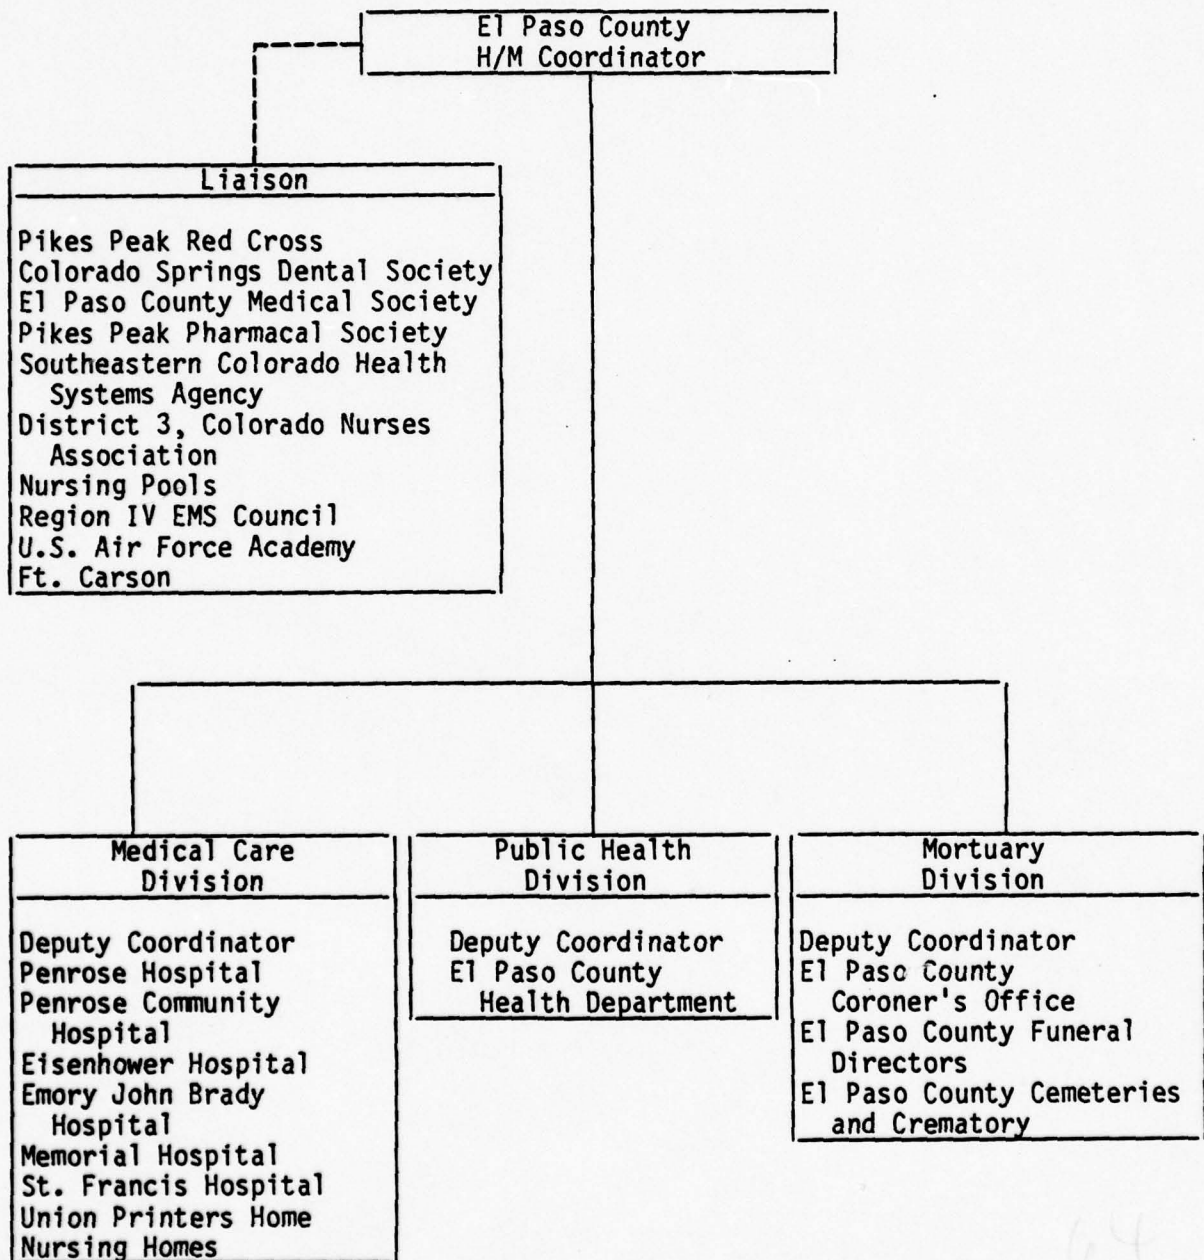 El Paso County
H/M Coordinator
Liaison
Pikes Peak Red Cross
Colorado Springs Dental Society
El Paso County Medical Society
Pikes Peak Pharmacal Society
Southeastern Colorado Health
Systems Agency
District 3, Colorado Nurses
Association
Nursing Pools
Region IV EMS Council
U.S. Air Force Academy
Ft. Carson
Medical Care
Division
Deputy Coordinator
Penrose Hospital
Penrose Community
Hospital
Eisenhower Hospital
Emory John Brady
Hospital
Memorial Hospital
St. Francis Hospital
Union Printers Home
Nursing Homes
Public Health
Division
Deputy Coordinator
El Paso County
Health Department
Mortuary
Division
Deputy Coordinator
El Paso County
Coroner's Office
El Paso County Funeral
Directors
El Paso County Cemeteries
and Crematory